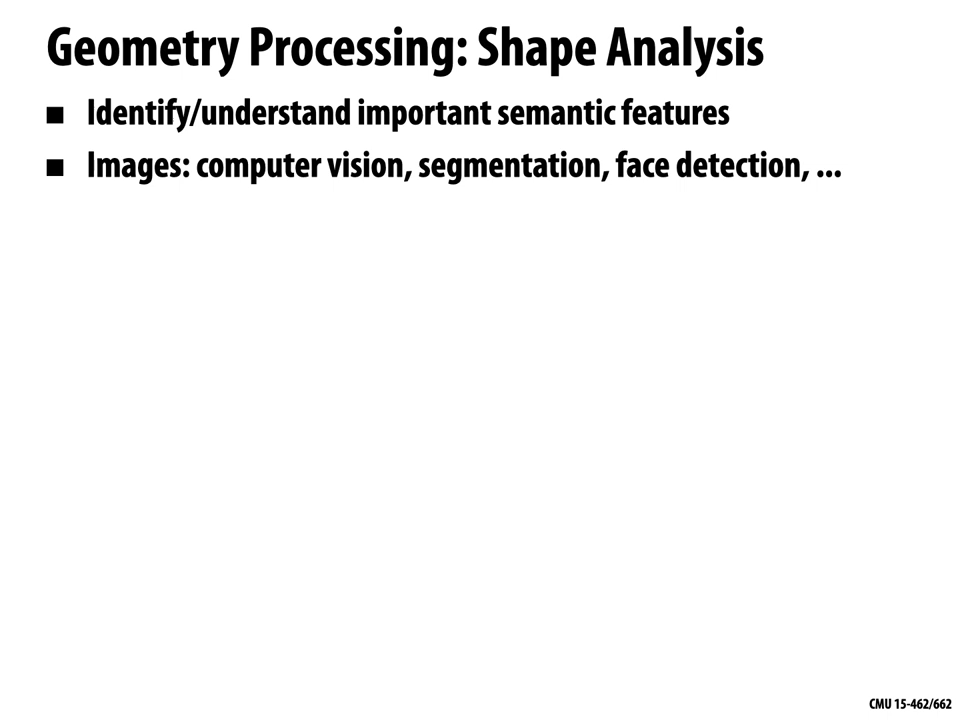 Geometry Processing: Shape Analysis
■ Identify/understand important semantic features
■ Images: computer vision, segmentation, face detection, ...
CMU 15-462/662